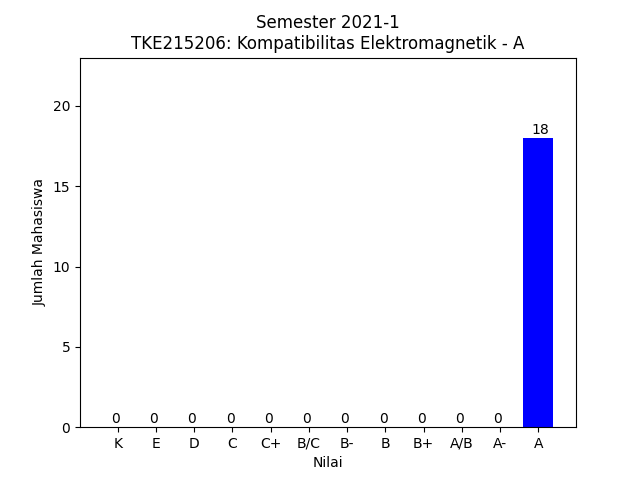 Semester 2021-1
TKE215206: Kompatibilitas Elektromagnetik - A
Jumlah Mahasiswa
20
15
10
5
0
18
0 0 0 0 0 0 0 0 0 0 0
K E D C C+ B/C B- B B+ A/B A- A
Nilai